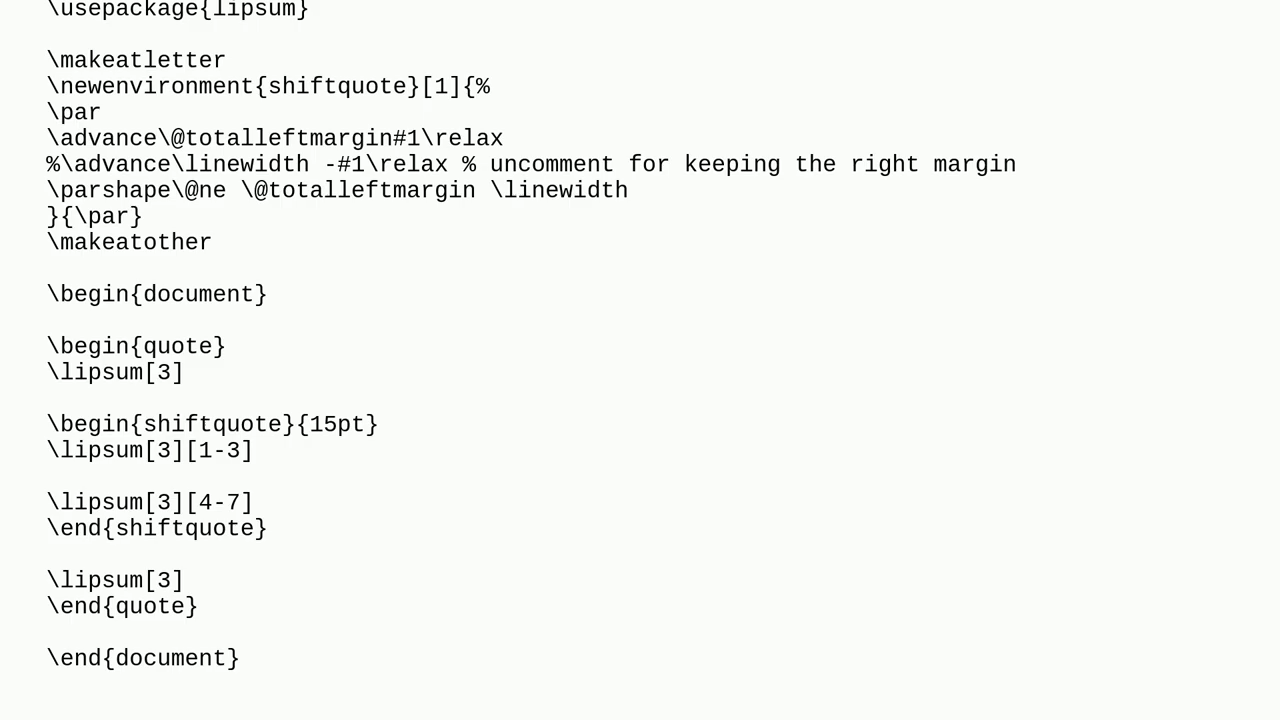 \usepackage{lipsum}
\makeatletter
\newenvironment{shiftquote}[1]{%
\par
\advance\@totalleftmargin#1\relax
%\advance\linewidth -#1\relax % uncomment for keeping the right margin
\parshape\@ne \@totalleftmargin \linewidth
}{\par}
\makeatother
\begin{document}
\begin{quote}
\lipsum[3]
\begin{shiftquote}{15pt}
\lipsum[3][1-3]
\lipsum[3][4-7]
\end{shiftquote}
\lipsum[3]
\end{quote}
\end{document}